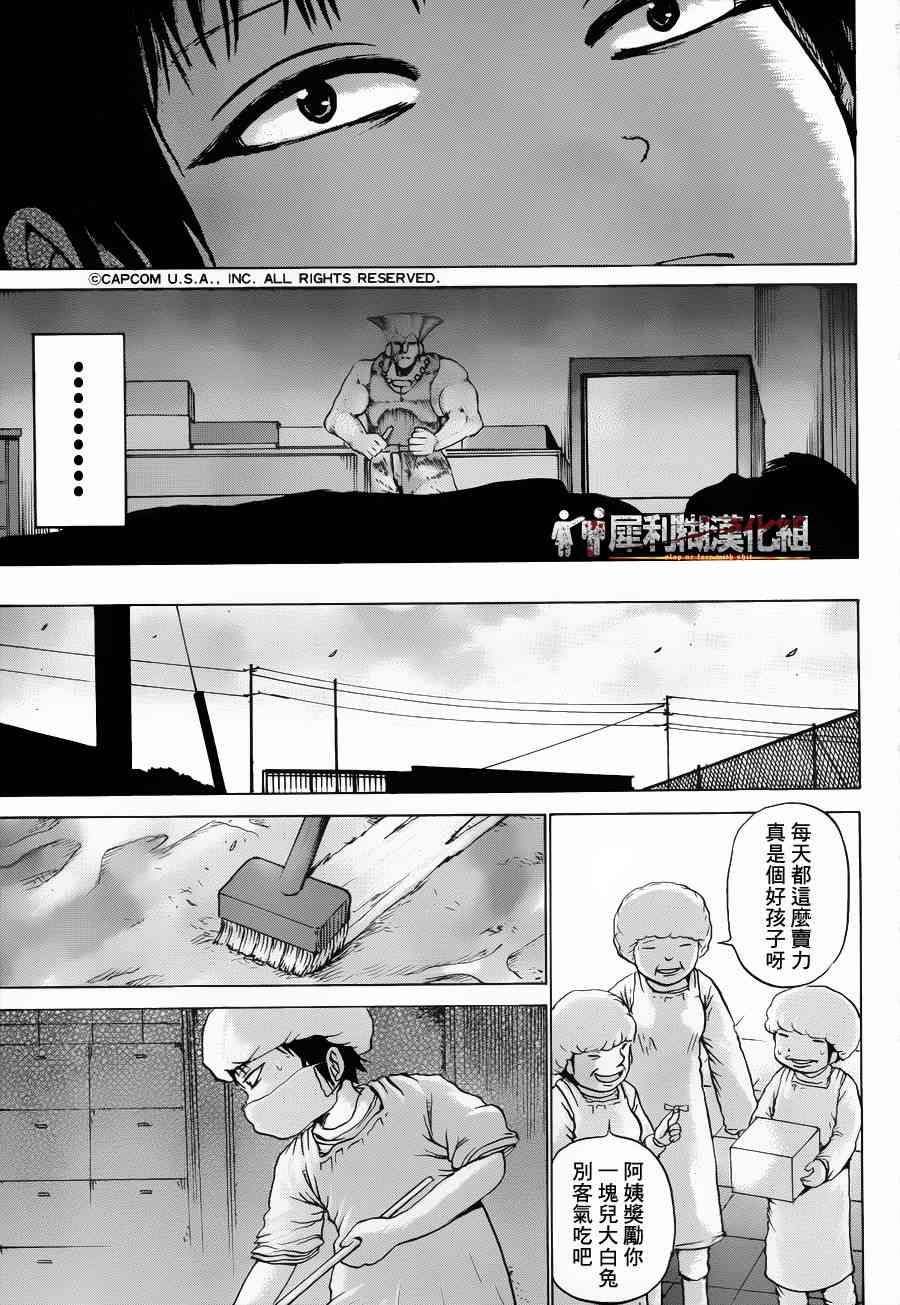 ©CAPCOM U.S.A., INC. ALL RIGHTS RESERVED.
………
犀利糊漢化組
每天都這麼賣力
真是個好孩子呀
阿姨獎勵你
一塊兒大白兔
別客氣吃吧